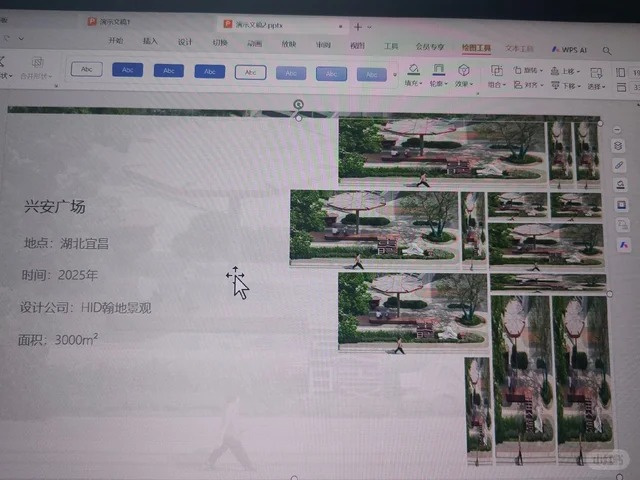 演示文稿1
演示文稿2.pptx
开始 插入 设计 切换 动画 放映 审阅 视图 工具 会员专享 绘图工具 文本工具 WPS AI
合并形状
Abc Abc Abc Abc Abc Abc Abc Abc
填充 轮廓 效果 组合 旋转 对齐 上移 下移 选择
兴安广场
地点：湖北宜昌
时间：2025年
设计公司：HID翰地景观
面积：3000m²